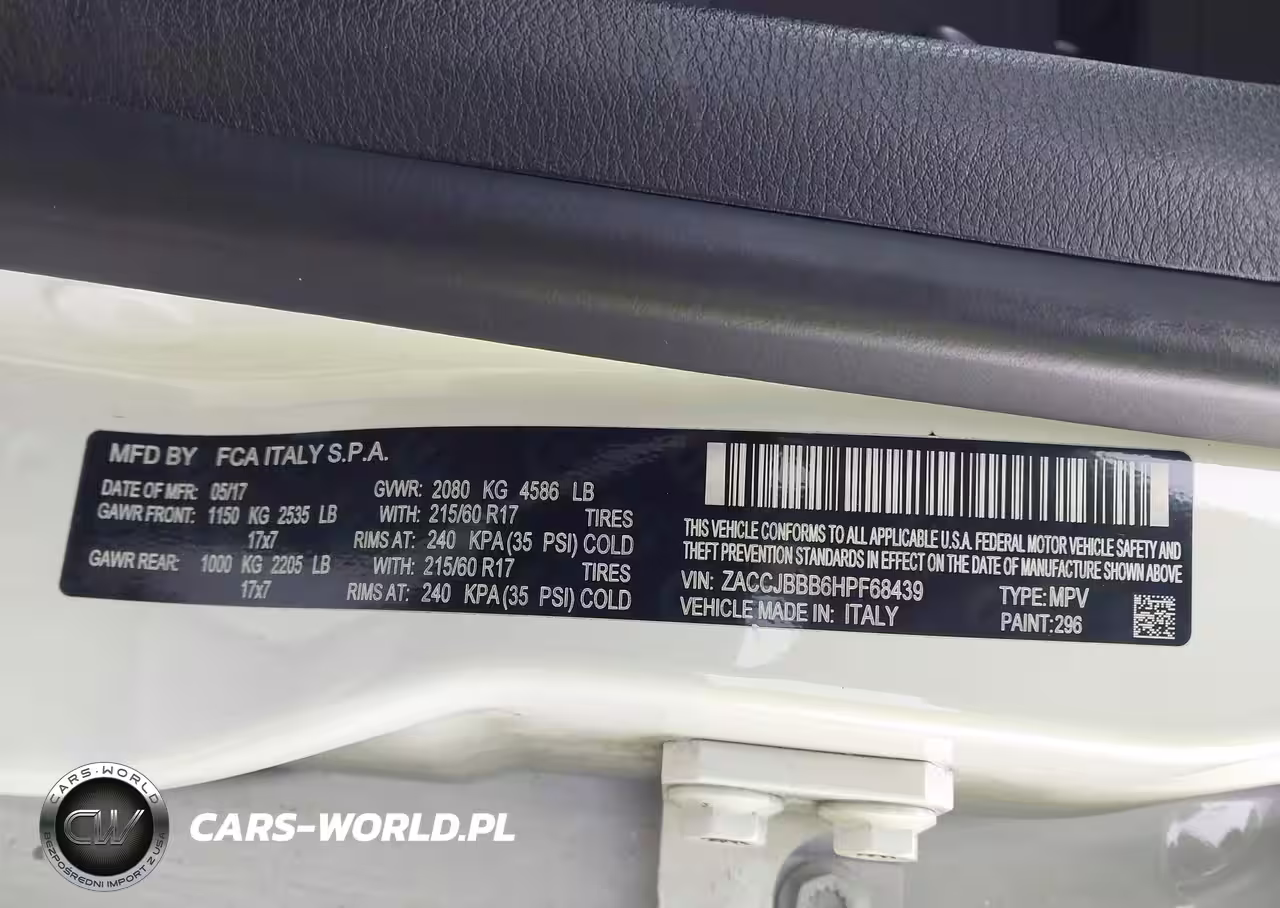 MFD BY FCA ITALY S.P.A.
DATE OF MFR: 05/17 GVWR: 2080 KG 4586 LB
GAWR FRONT: 1150 KG 2535 LB WITH: 215/60 R17 TIRES
17x7 RIMS AT: 240 KPA(35 PSI) COLD
GAWR REAR: 1000 KG 2205 LB WITH: 215/60 R17 TIRES
17x7 RIMS AT: 240 KPA(35 PSI) COLD
THIS VEHICLE CONFORMS TO ALL APPLICABLE U.S.A. FEDERAL MOTOR VEHICLE SAFETY AND
THEFT PREVENTION STANDARDS IN EFFECT ON THE DATE OF MANUFACTURE SHOWN ABOVE
VIN: ZACCJBBB6HPF68439 TYPE:MPV
VEHICLE MADE IN: ITALY PAINT:296
CARS-WORLD
CW
BEZPOŚREDNI IMPORT Z USA
CARS-WORLD.PL